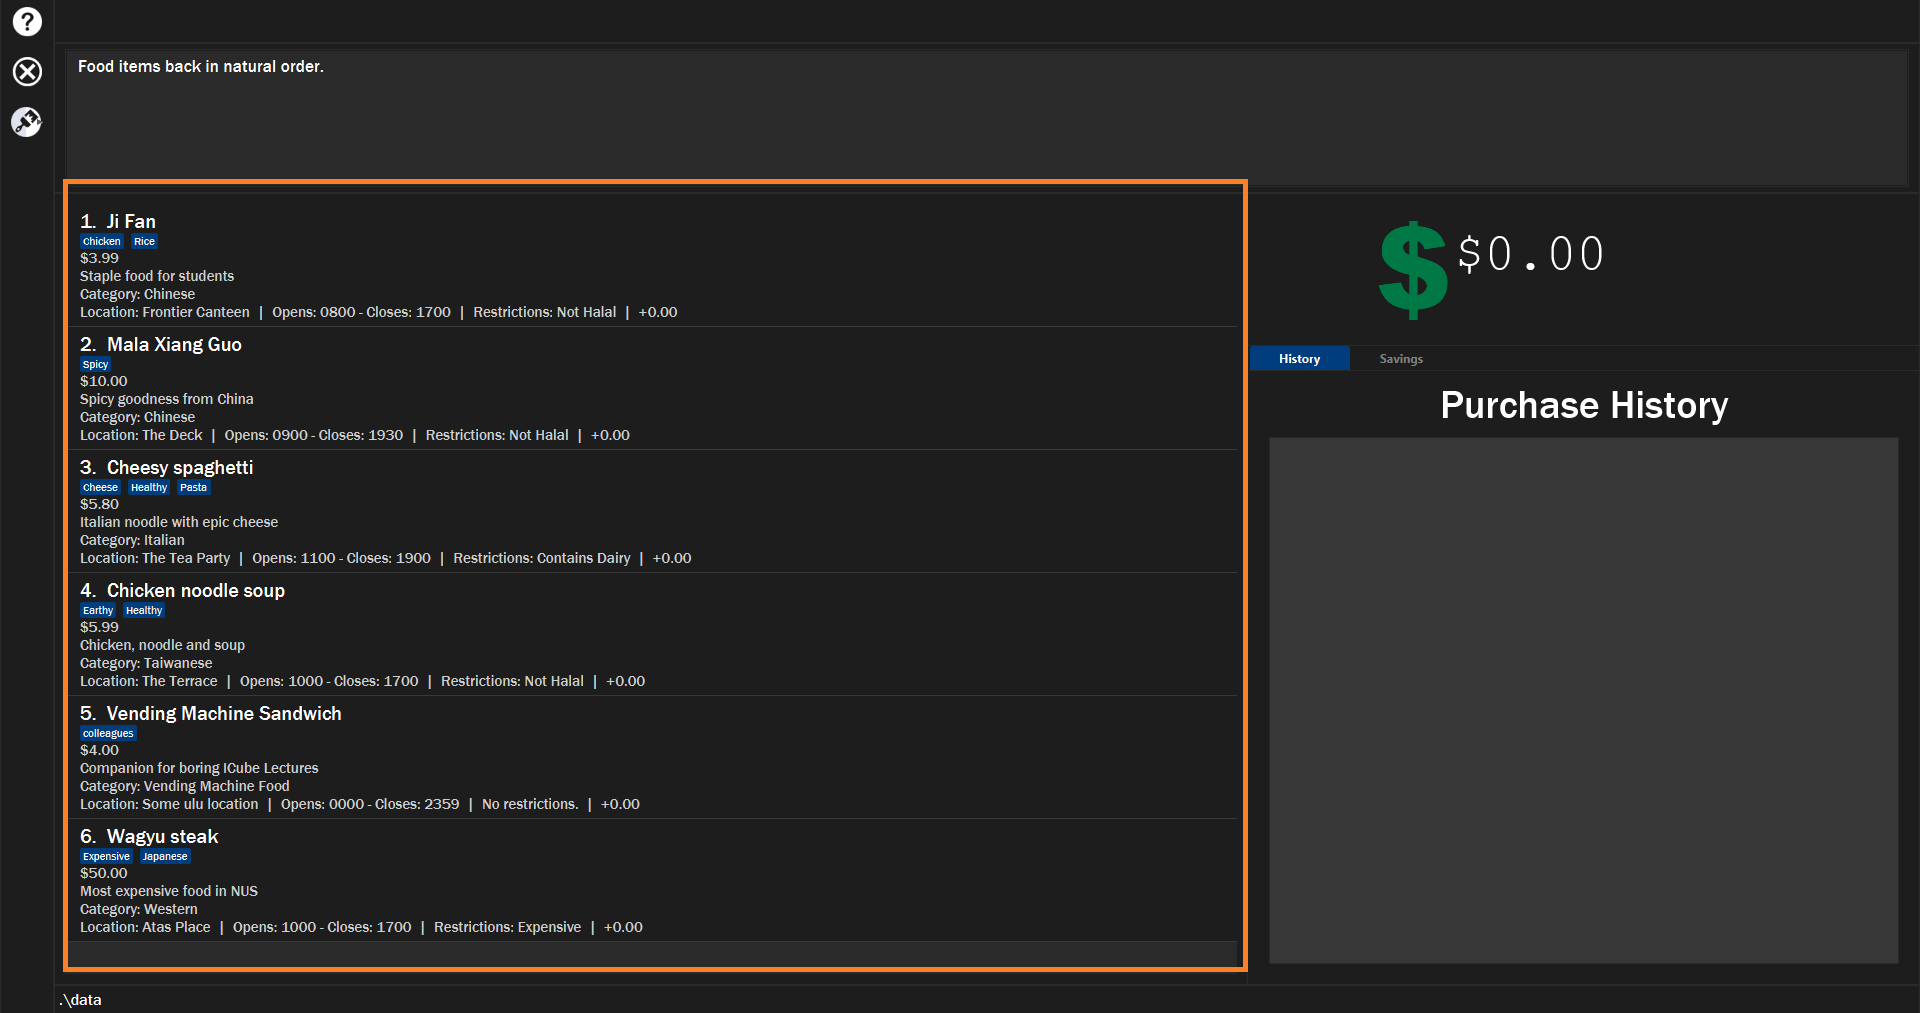 Food items back in natural order.
1. Ji Fan
Chicken Rice
$3.99
Staple food for students
Category: Chinese
Location: Frontier Canteen | Opens: 0800 - Closes: 1700 | Restrictions: Not Halal | +0.00
2. Mala Xiang Guo
Spicy
$10.00
Spicy goodness from China
Category: Chinese
Location: The Deck | Opens: 0900 - Closes: 1930 | Restrictions: Not Halal | +0.00
3. Cheesy spaghetti
Cheese Healthy Pasta
$5.80
Italian noodle with epic cheese
Category: Italian
Location: The Tea Party | Opens: 1100 - Closes: 1900 | Restrictions: Contains Dairy | +0.00
4. Chicken noodle soup
Earthy Healthy
$5.99
Chicken, noodle and soup
Category: Taiwanese
Location: The Terrace | Opens: 1000 - Closes: 1700 | Restrictions: Not Halal | +0.00
5. Vending Machine Sandwich
colleagues
$4.00
Companion for boring ICube Lectures
Category: Vending Machine Food
Location: Some ulu location | Opens: 0000 - Closes: 2359 | No restrictions. | +0.00
6. Wagyu steak
Expensive Japanese
$50.00
Most expensive food in NUS
Category: Western
Location: Atas Place | Opens: 1000 - Closes: 1700 | Restrictions: Expensive | +0.00
$ $0.00
History Savings
Purchase History
.\data